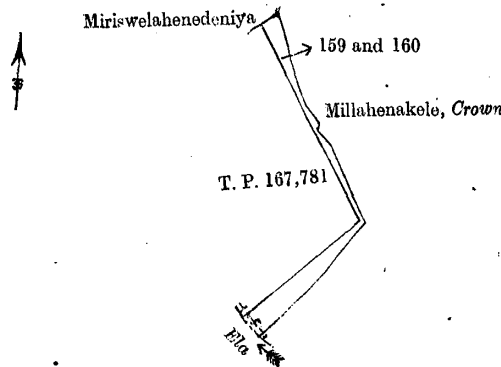 Miriswelahenedeniya
159 and 160
Millahenakele, Crown
T. P. 167,781
Ela